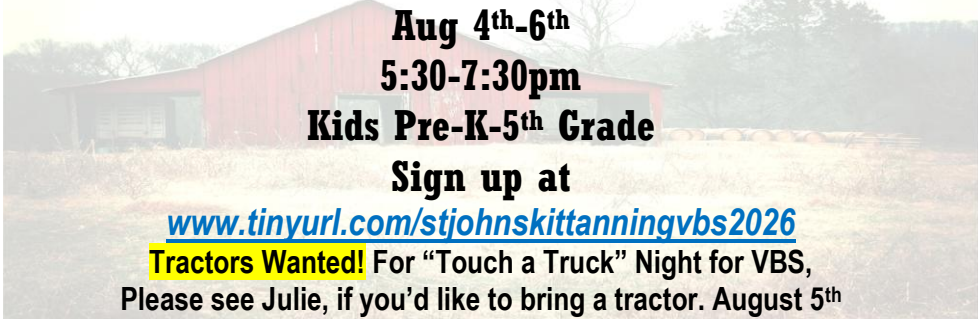 Aug 4th-6th
5:30-7:30pm
Kids Pre-K-5th Grade
Sign up at
www.tinyurl.com/stjohnskittanningvbs2026
Tractors Wanted! For “Touch a Truck” Night for VBS,
Please see Julie, if you’d like to bring a tractor. August 5th